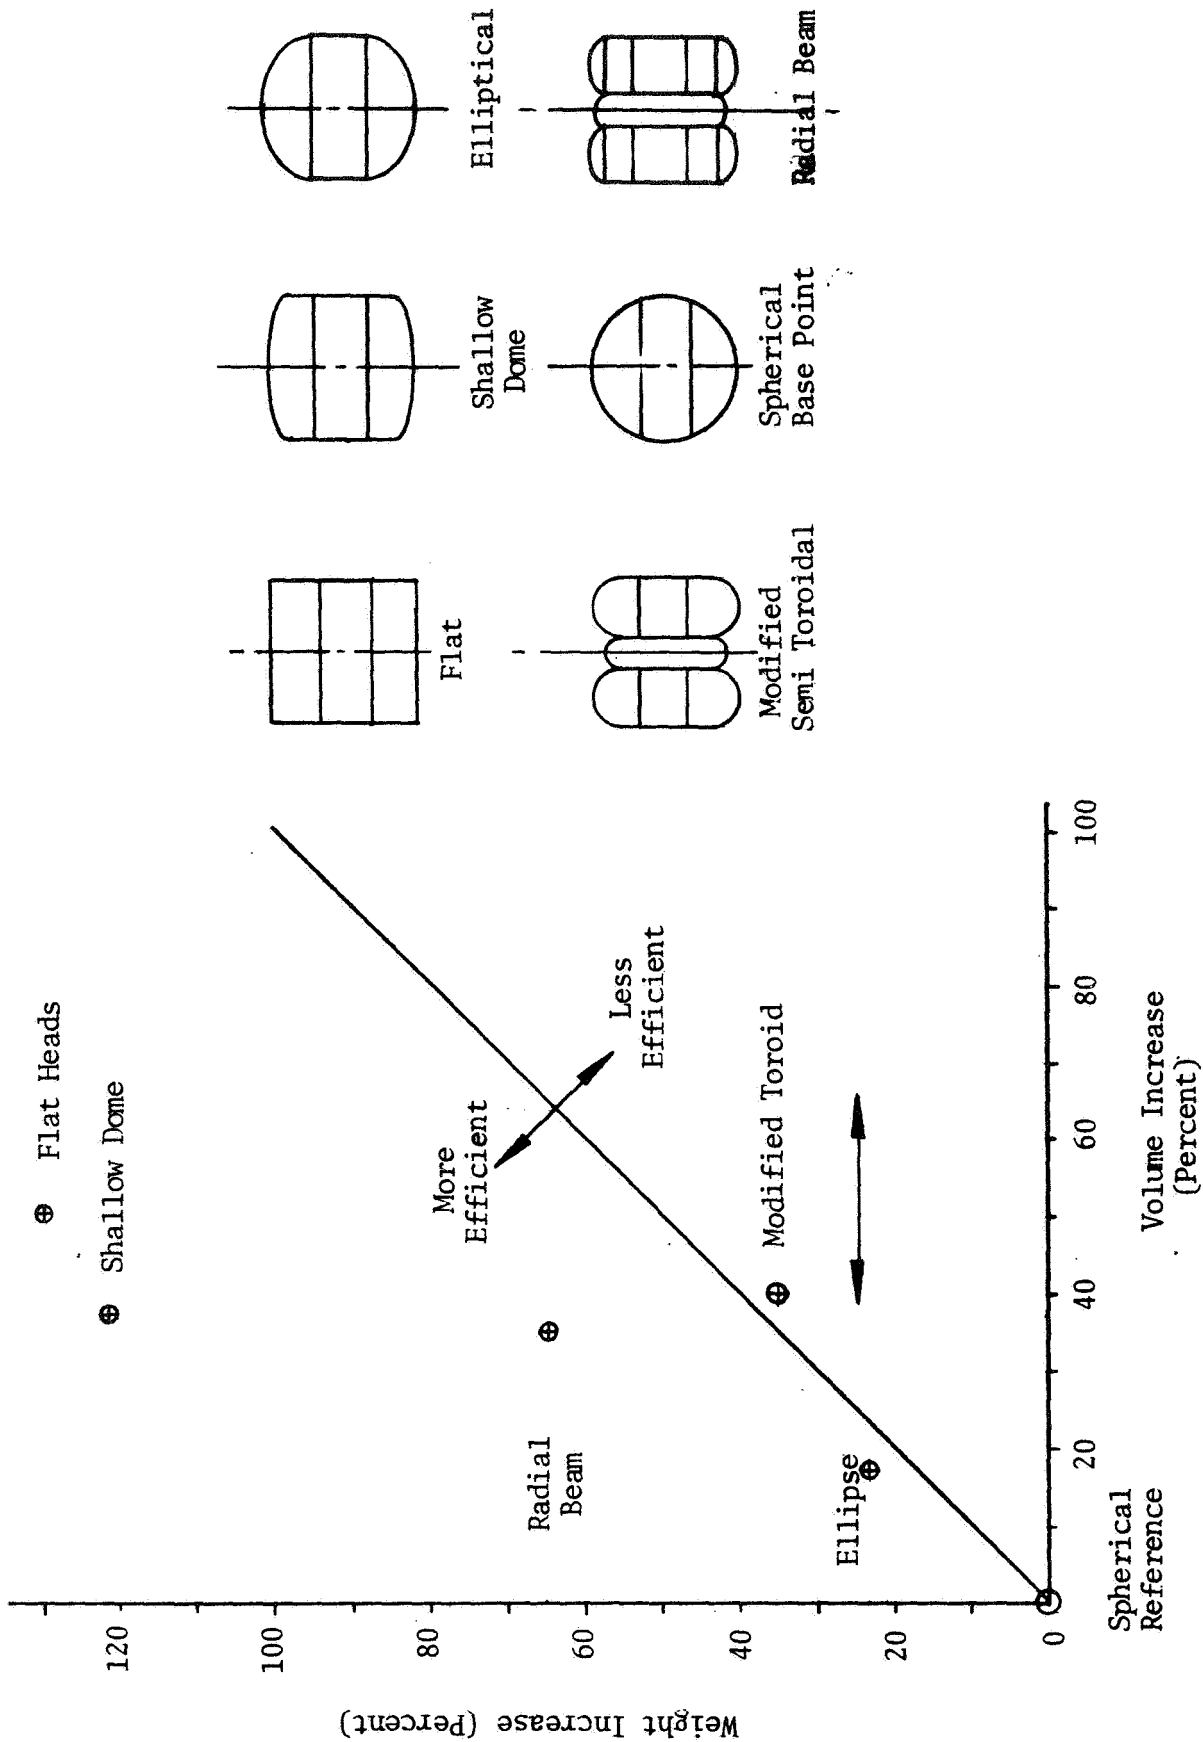 Weight Increase (Percent)
120
100
80
60
40
20
0
Flat Heads
Shallow Dome
More
Efficient
Less
Efficient
Radial
Beam
Modified Toroid
Ellipse
20
40
60
80
100
Spherical
Reference
Volume Increase
(Percent)
Flat
Shallow
Dome
Elliptical
Modified
Semi Toroidal
Spherical
Base Point
Radial Beam